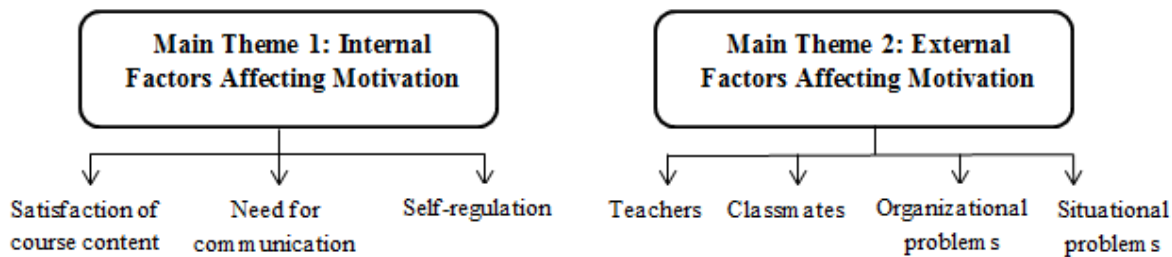 Main Theme 1: Internal
Factors Affecting Motivation
Main Theme 2: External
Factors Affecting Motivation
Satisfaction of
course content
Need for
communication
Self-regulation
Teachers
Classmates
Organizational
problems
Situational
problems